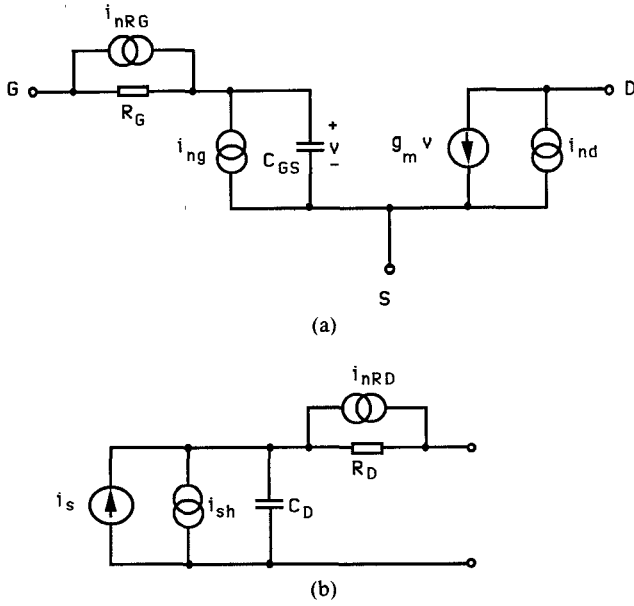 i_nRG
G
R_G
i_ng
C_GS
+
v
−
g_m v
i_nd
D
S
(a)
i_nRD
R_D
i_s
i_sh
C_D
(b)